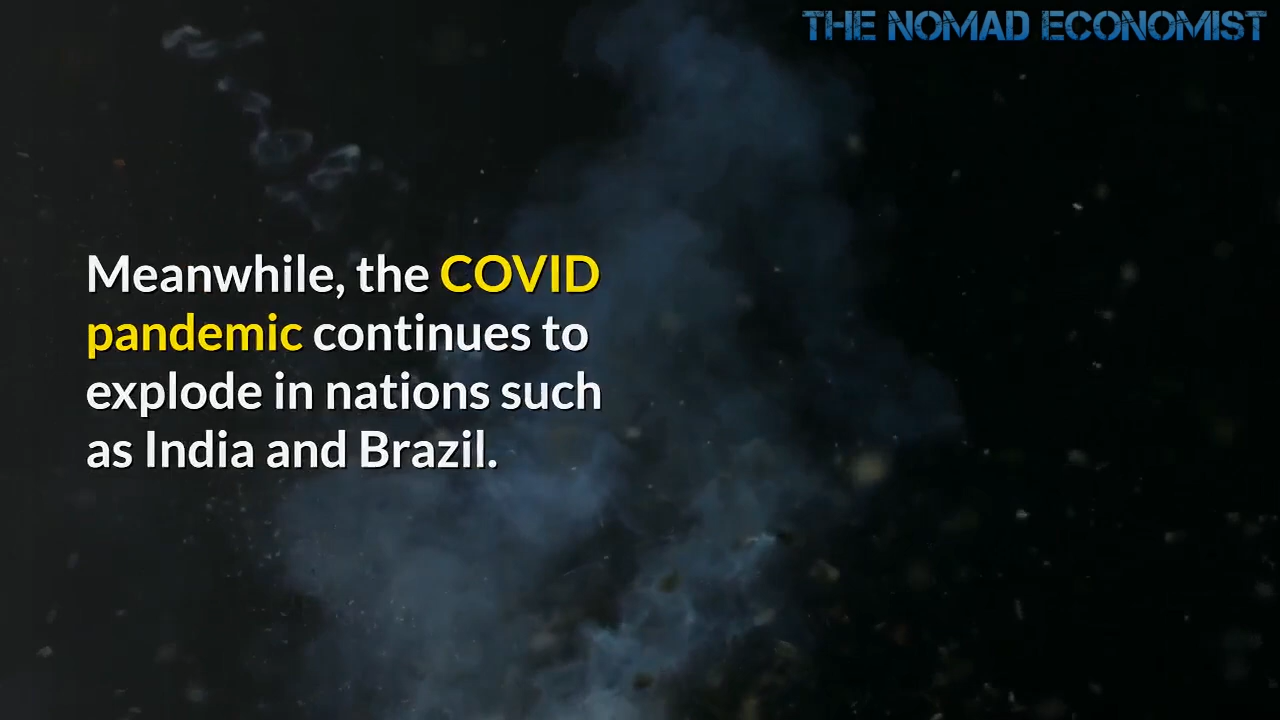 THE NOMAD ECONOMIST
Meanwhile, the COVID
pandemic continues to
explode in nations such
as India and Brazil.